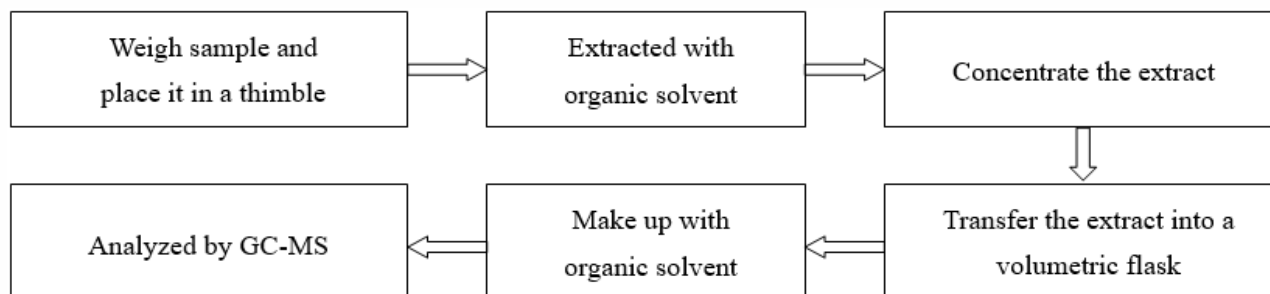 Weigh sample and
place it in a thimble
Extracted with
organic solvent
Concentrate the extract
Transfer the extract into a
volumetric flask
Make up with
organic solvent
Analyzed by GC-MS